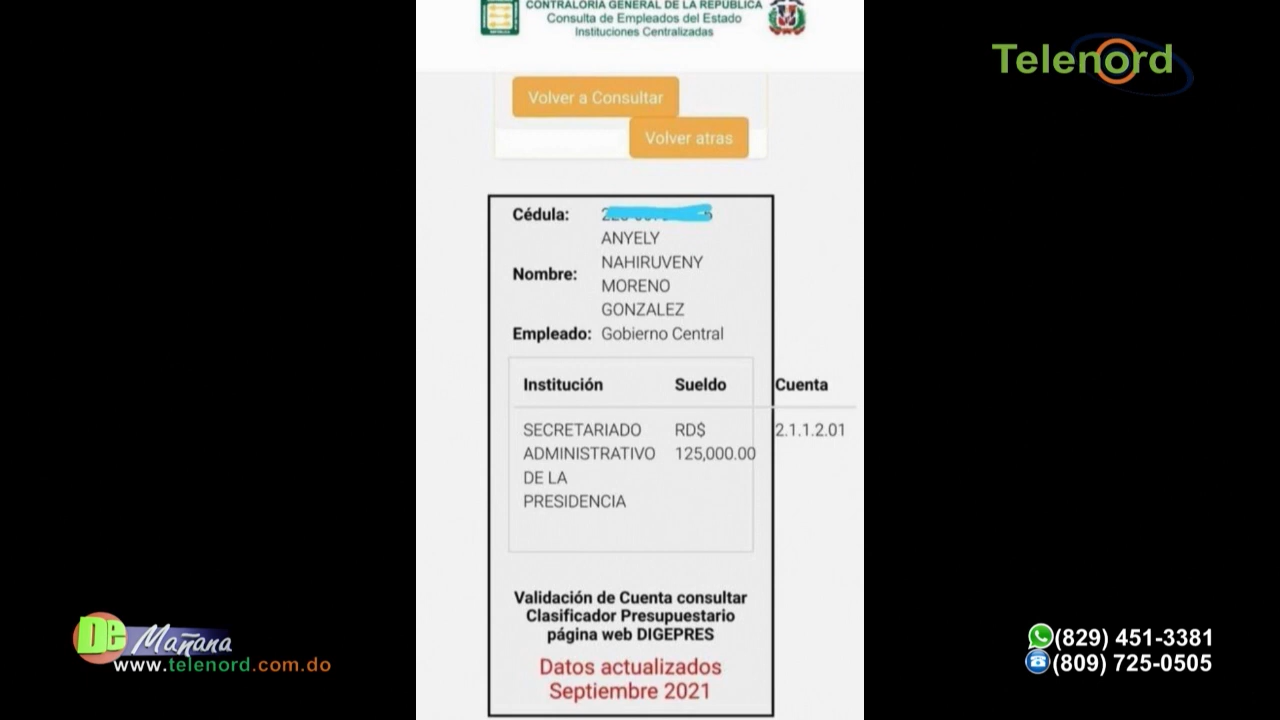 CONTRALORÍA GENERAL DE LA REPÚBLICA
Consulta de Empleados del Estado
Instituciones Centralizadas
Telenord
Volver a Consultar
Volver atras
Cédula:
Nombre: ANYELY
NAHIRUVENY
MORENO
GONZALEZ
Empleado: Gobierno Central
Institución Sueldo Cuenta
SECRETARIADO RD$ 2.1.1.2.01
ADMINISTRATIVO 125,000.00
DE LA
PRESIDENCIA
Validación de Cuenta consultar
Clasificador Presupuestario
página web DIGEPRES
Datos actualizados
Septiembre 2021
De Mañana
www.telenord.com.do
(829) 451-3381
(809) 725-0505